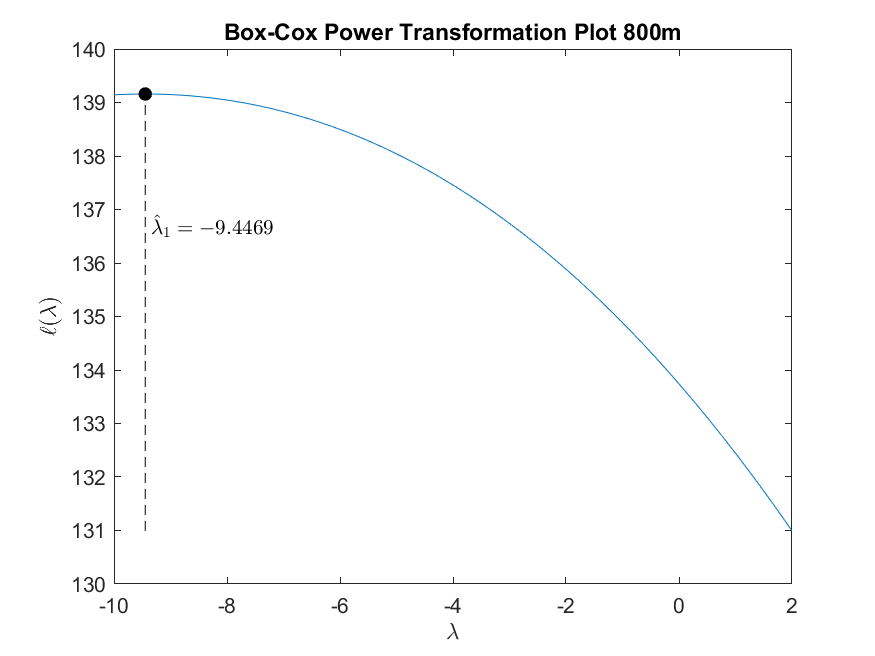 Box-Cox Power Transformation Plot 800m
140
139
138
137
136
135
134
133
132
131
130
ℓ(λ)
λ̂₁ = −9.4469
-10 -8 -6 -4 -2 0 2
λ